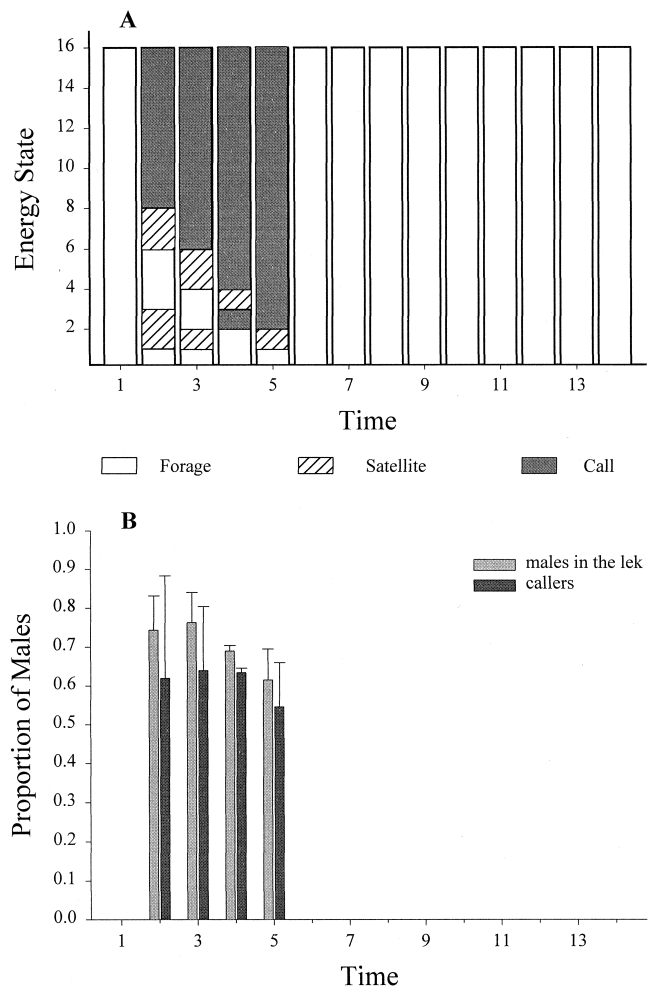 A
16
14
12
10
8
6
4
2
Energy State
1 3 5 7 9 11 13
Time
Forage Satellite Call
B
1.0
0.9
0.8
0.7
0.6
0.5
0.4
0.3
0.2
0.1
0.0
Proportion of Males
males in the lek
callers
1 3 5 7 9 11 13
Time